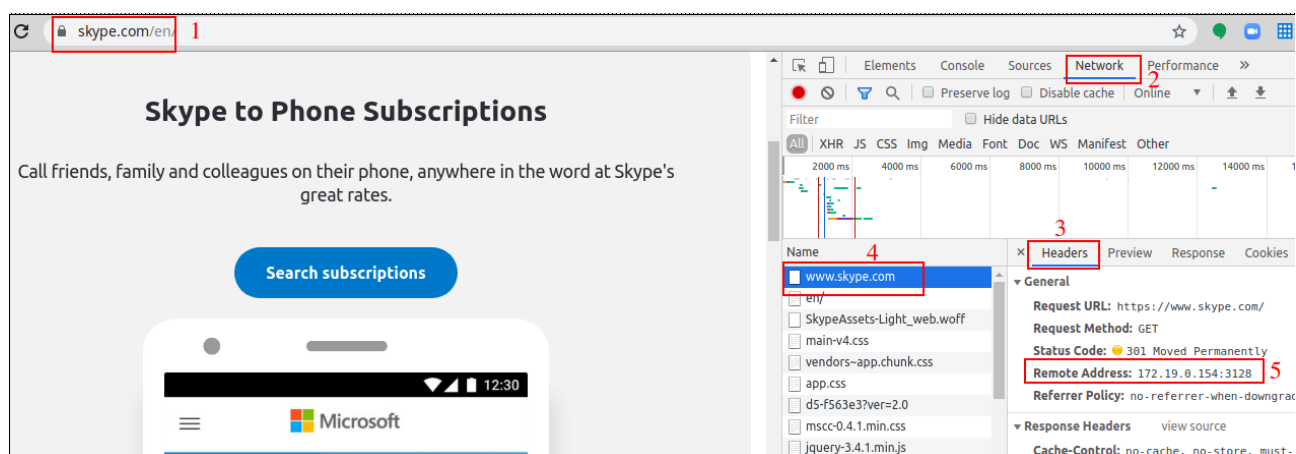 skype.com/en/ 1
Elements Console Sources Network Performance »
2
Preserve log Disable cache Online
Skype to Phone Subscriptions
Filter Hide data URLs
All XHR JS CSS Img Media Font Doc WS Manifest Other
Call friends, family and colleagues on their phone, anywhere in the word at Skype's
great rates.
2000 ms 4000 ms 6000 ms 8000 ms 10000 ms 12000 ms 14000 ms 1
3
Name 4
× Headers Preview Response Cookies
Search subscriptions
www.skype.com
en/
SkypeAssets-Light_web.woff
main-v4.css
vendors~app.chunk.css
app.css
d5-f563e3?ver=2.0
mscc-0.4.1.min.css
jquery-3.4.1.min.js
General
Request URL: https://www.skype.com/
Request Method: GET
Status Code: 301 Moved Permanently
Remote Address: 172.19.0.154:3128 5
Referrer Policy: no-referrer-when-downgrad
Response Headers view source
Cache-Control: no-cache, no-store, must-
12:30
Microsoft